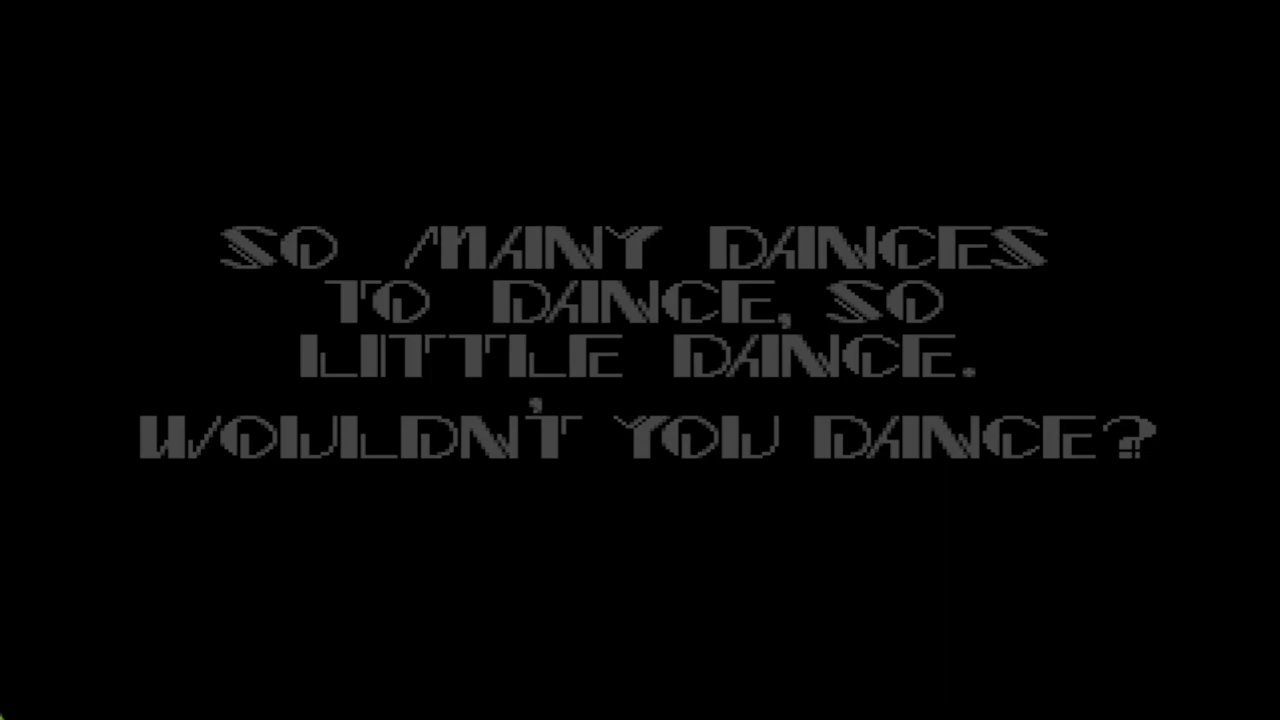 SO MANY DANCES
TO DANCE, SO
LITTLE DANCE.
WOULDN'T YOU DANCE?